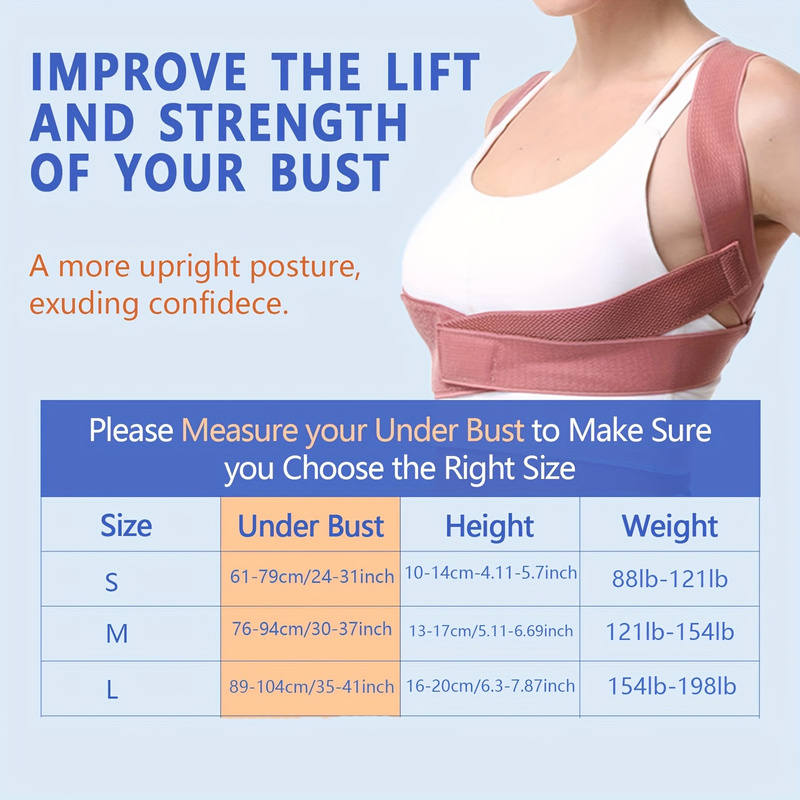 IMPROVE THE LIFT
AND STRENGTH
OF YOUR BUST
A more upright posture,
exuding confidece.
Please Measure your Under Bust to Make Sure
you Choose the Right Size
Size Under Bust Height Weight
S 61-79cm/24-31inch 10-14cm-4.11-5.7inch 88lb-121lb
M 76-94cm/30-37inch 13-17cm/5.11-6.69inch 121lb-154lb
L 89-104cm/35-41inch 16-20cm/6.3-7.87inch 154lb-198lb